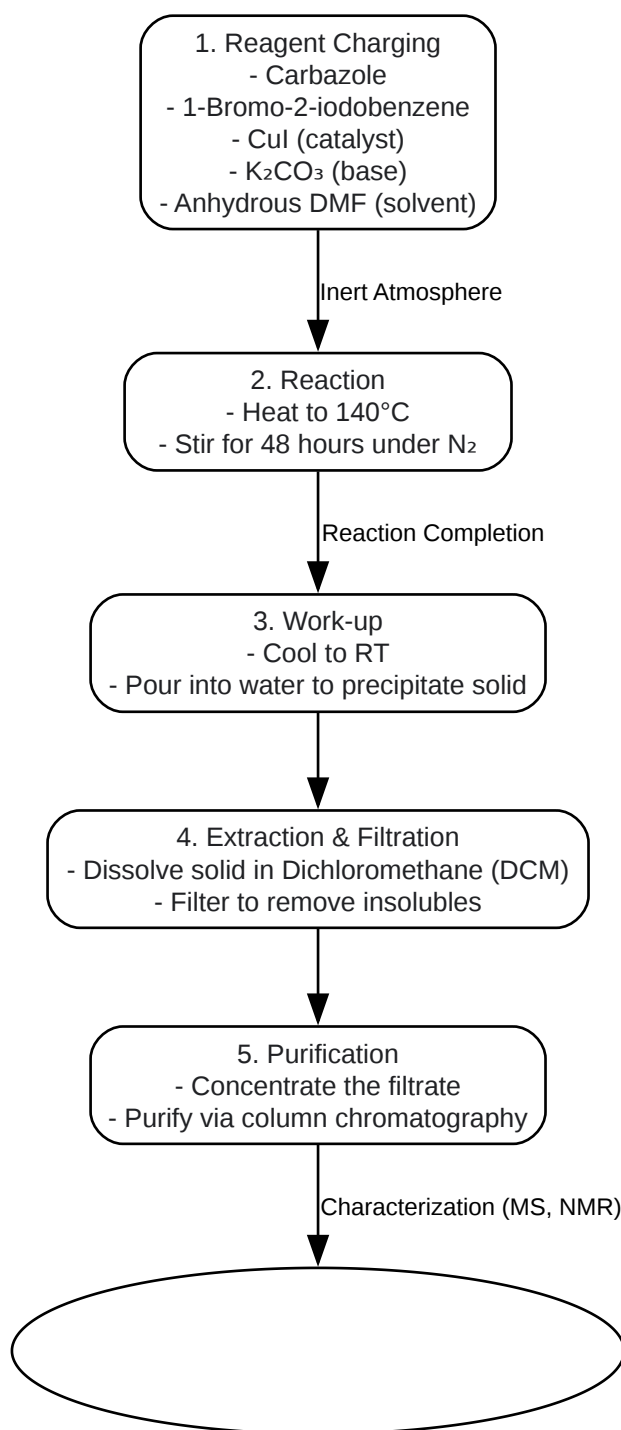 1. Reagent Charging
- Carbazole
- 1-Bromo-2-iodobenzene
- CuI (catalyst)
- K₂CO₃ (base)
- Anhydrous DMF (solvent)
Inert Atmosphere
2. Reaction
- Heat to 140°C
- Stir for 48 hours under N₂
Reaction Completion
3. Work-up
- Cool to RT
- Pour into water to precipitate solid
4. Extraction & Filtration
- Dissolve solid in Dichloromethane (DCM)
- Filter to remove insolubles
5. Purification
- Concentrate the filtrate
- Purify via column chromatography
Characterization (MS, NMR)